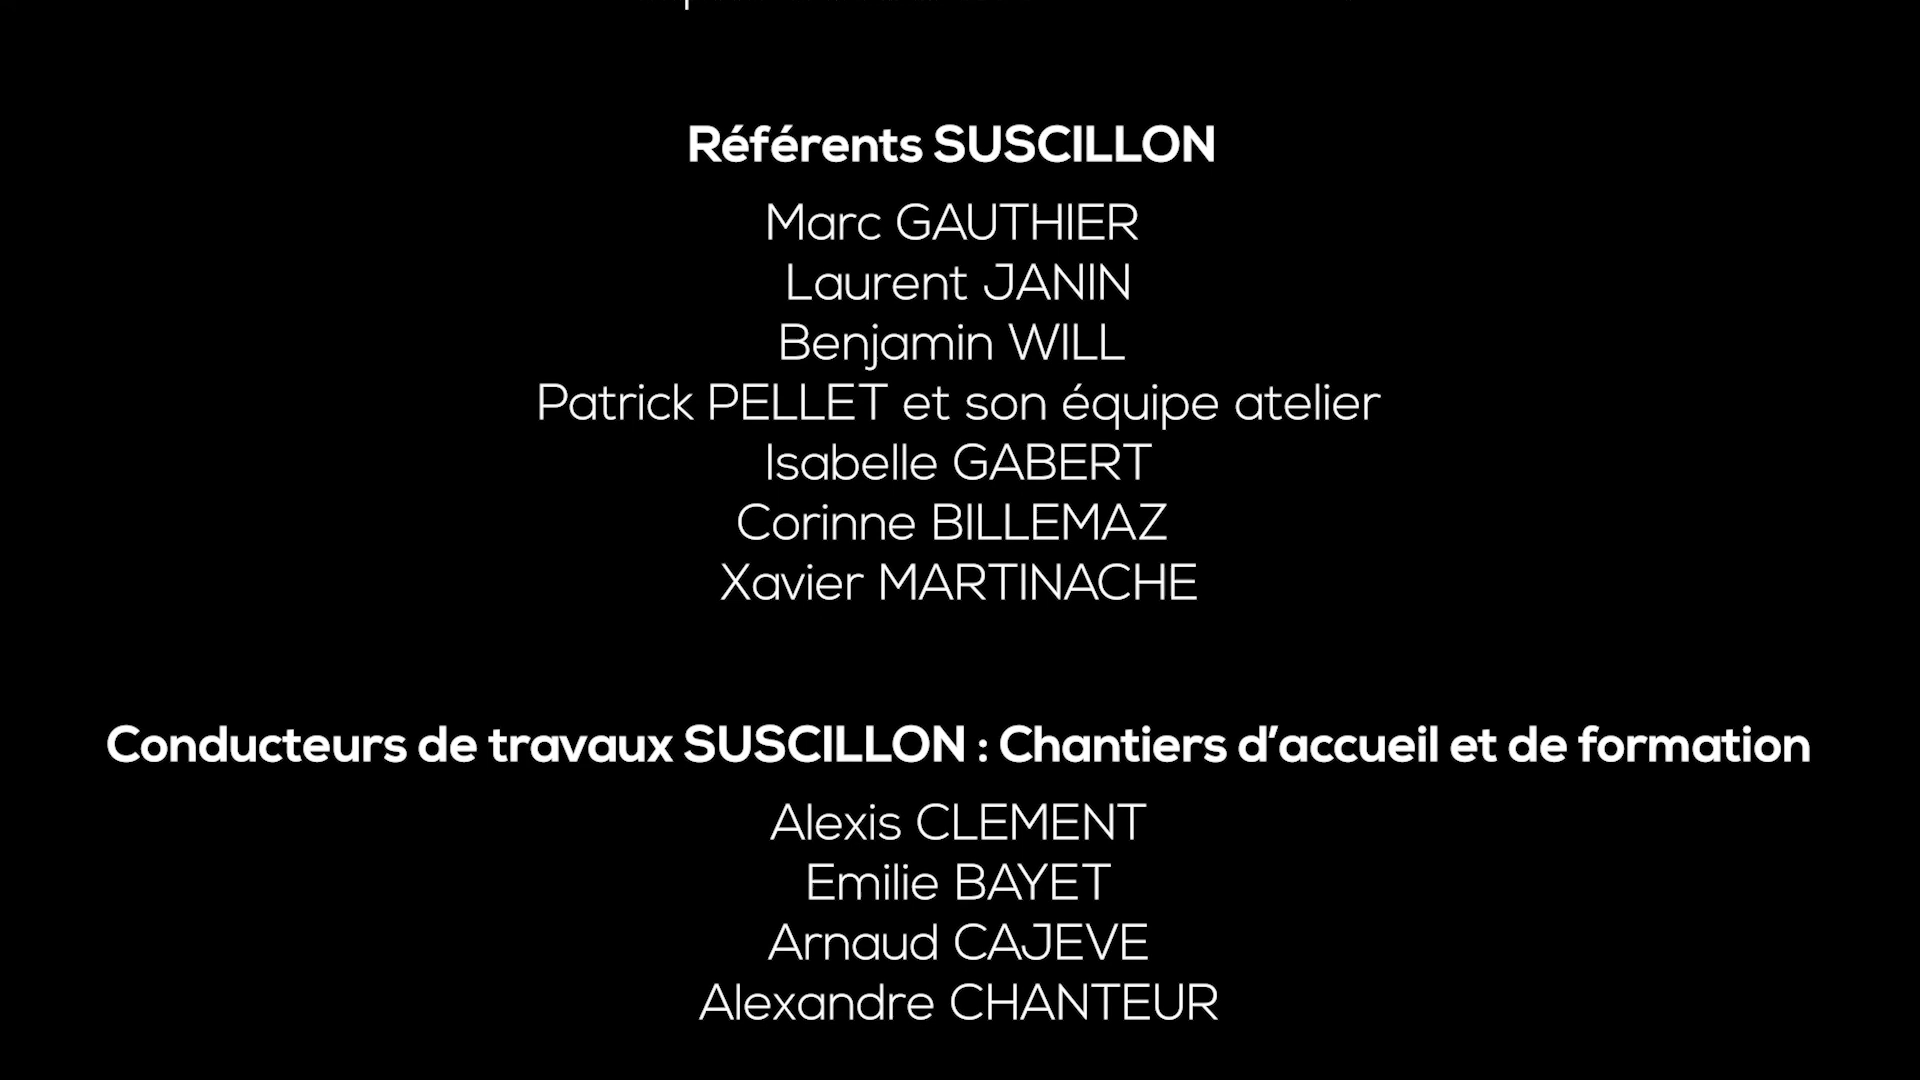 Référents SUSCILLON
Marc GAUTHIER
Laurent JANIN
Benjamin WILL
Patrick PELLET et son équipe atelier
Isabelle GABERT
Corinne BILLEMAZ
Xavier MARTINACHE
Conducteurs de travaux SUSCILLON : Chantiers d’accueil et de formation
Alexis CLEMENT
Emilie BAYET
Arnaud CAJEVE
Alexandre CHANTEUR